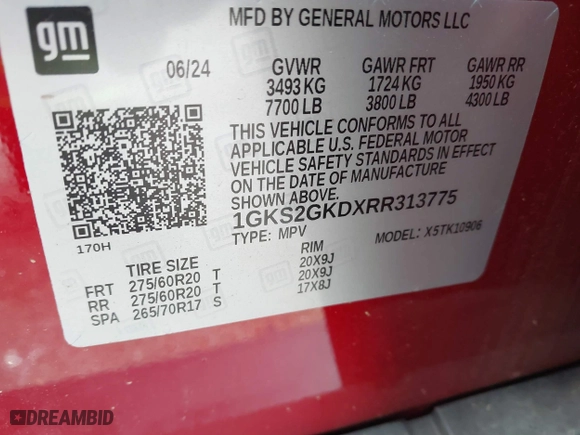 gm
MFD BY GENERAL MOTORS LLC
06/24 GVWR GAWR FRT GAWR RR
3493 KG 1724 KG 1950 KG
7700 LB 3800 LB 4300 LB
THIS VEHICLE CONFORMS TO ALL
APPLICABLE U.S. FEDERAL MOTOR
VEHICLE SAFETY STANDARDS IN EFFECT
ON THE DATE OF MANUFACTURE
SHOWN ABOVE.
1GKS2GKDXRR313775
TYPE: MPV MODEL: X5TK10906
170H
TIRE SIZE RIM
FRT 275/60R20 T 20X9J
RR 275/60R20 T 20X9J
SPA 265/70R17 S 17X8J
DREAMBID